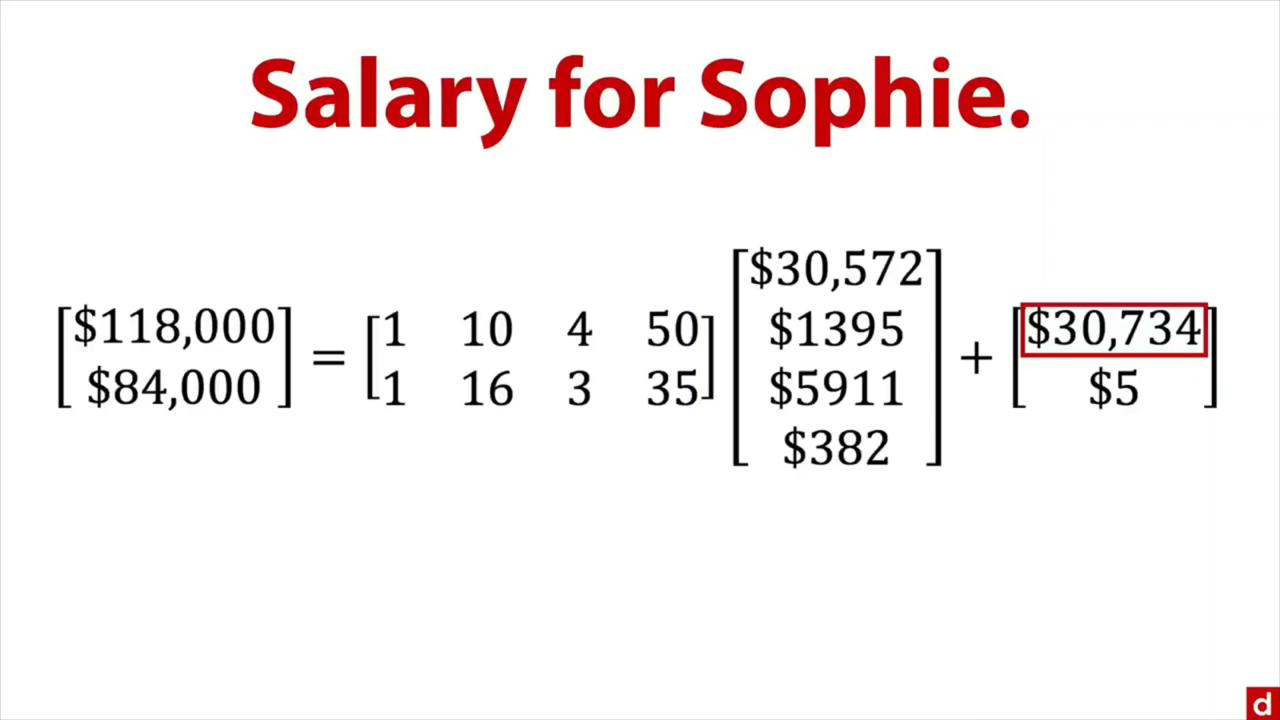 Salary for Sophie.
[$118,000 $84,000] = [1 10 4 50 1 16 3 35] [$30,572 $1395 $5911 $382] + [$30,734 $5]
d